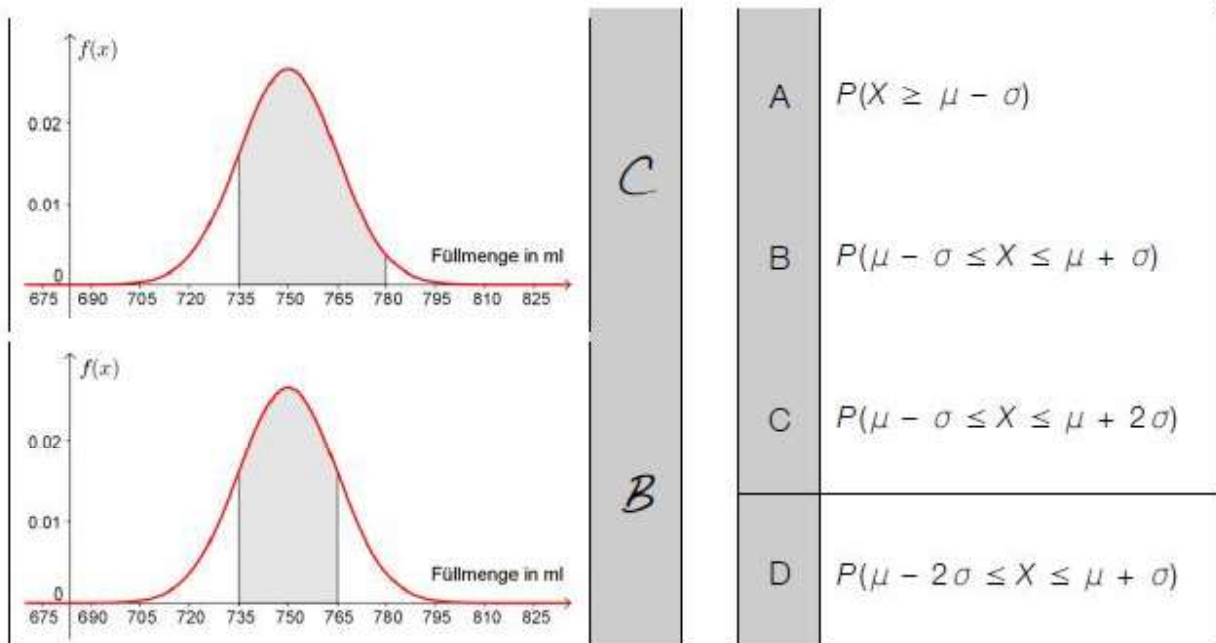 f(x)
0.02
0.01
0
Füllmenge in ml
675 690 705 720 735 750 765 780 795 810 825
C
f(x)
0.02
0.01
0
Füllmenge in ml
675 690 705 720 735 750 765 780 795 810 825
B
A P(X ≥ μ − σ)
B P(μ − σ ≤ X ≤ μ + σ)
C P(μ − σ ≤ X ≤ μ + 2σ)
D P(μ − 2σ ≤ X ≤ μ + σ)